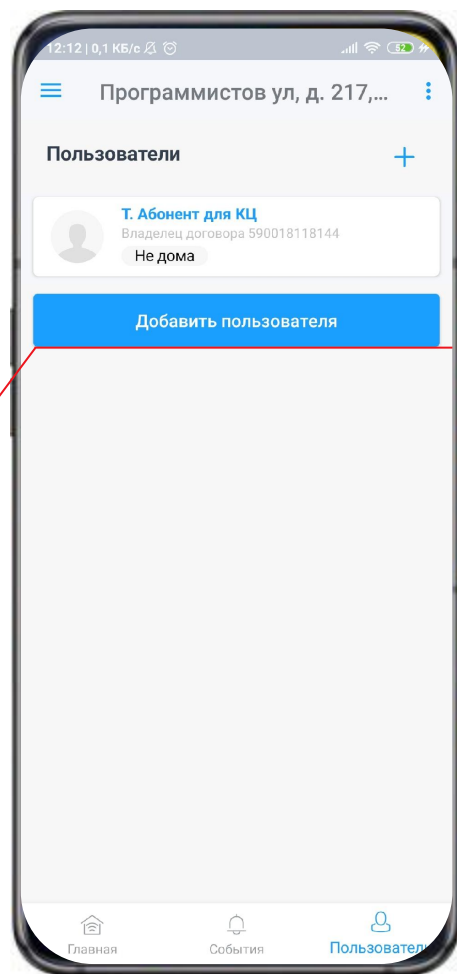 12:12 | 0,1 КБ/с
52
Программистов ул, д. 217,...
Пользователи
Т. Абонент для КЦ
Владелец договора 590018118144
Не дома
Добавить пользователя
Главная
События
Пользовател